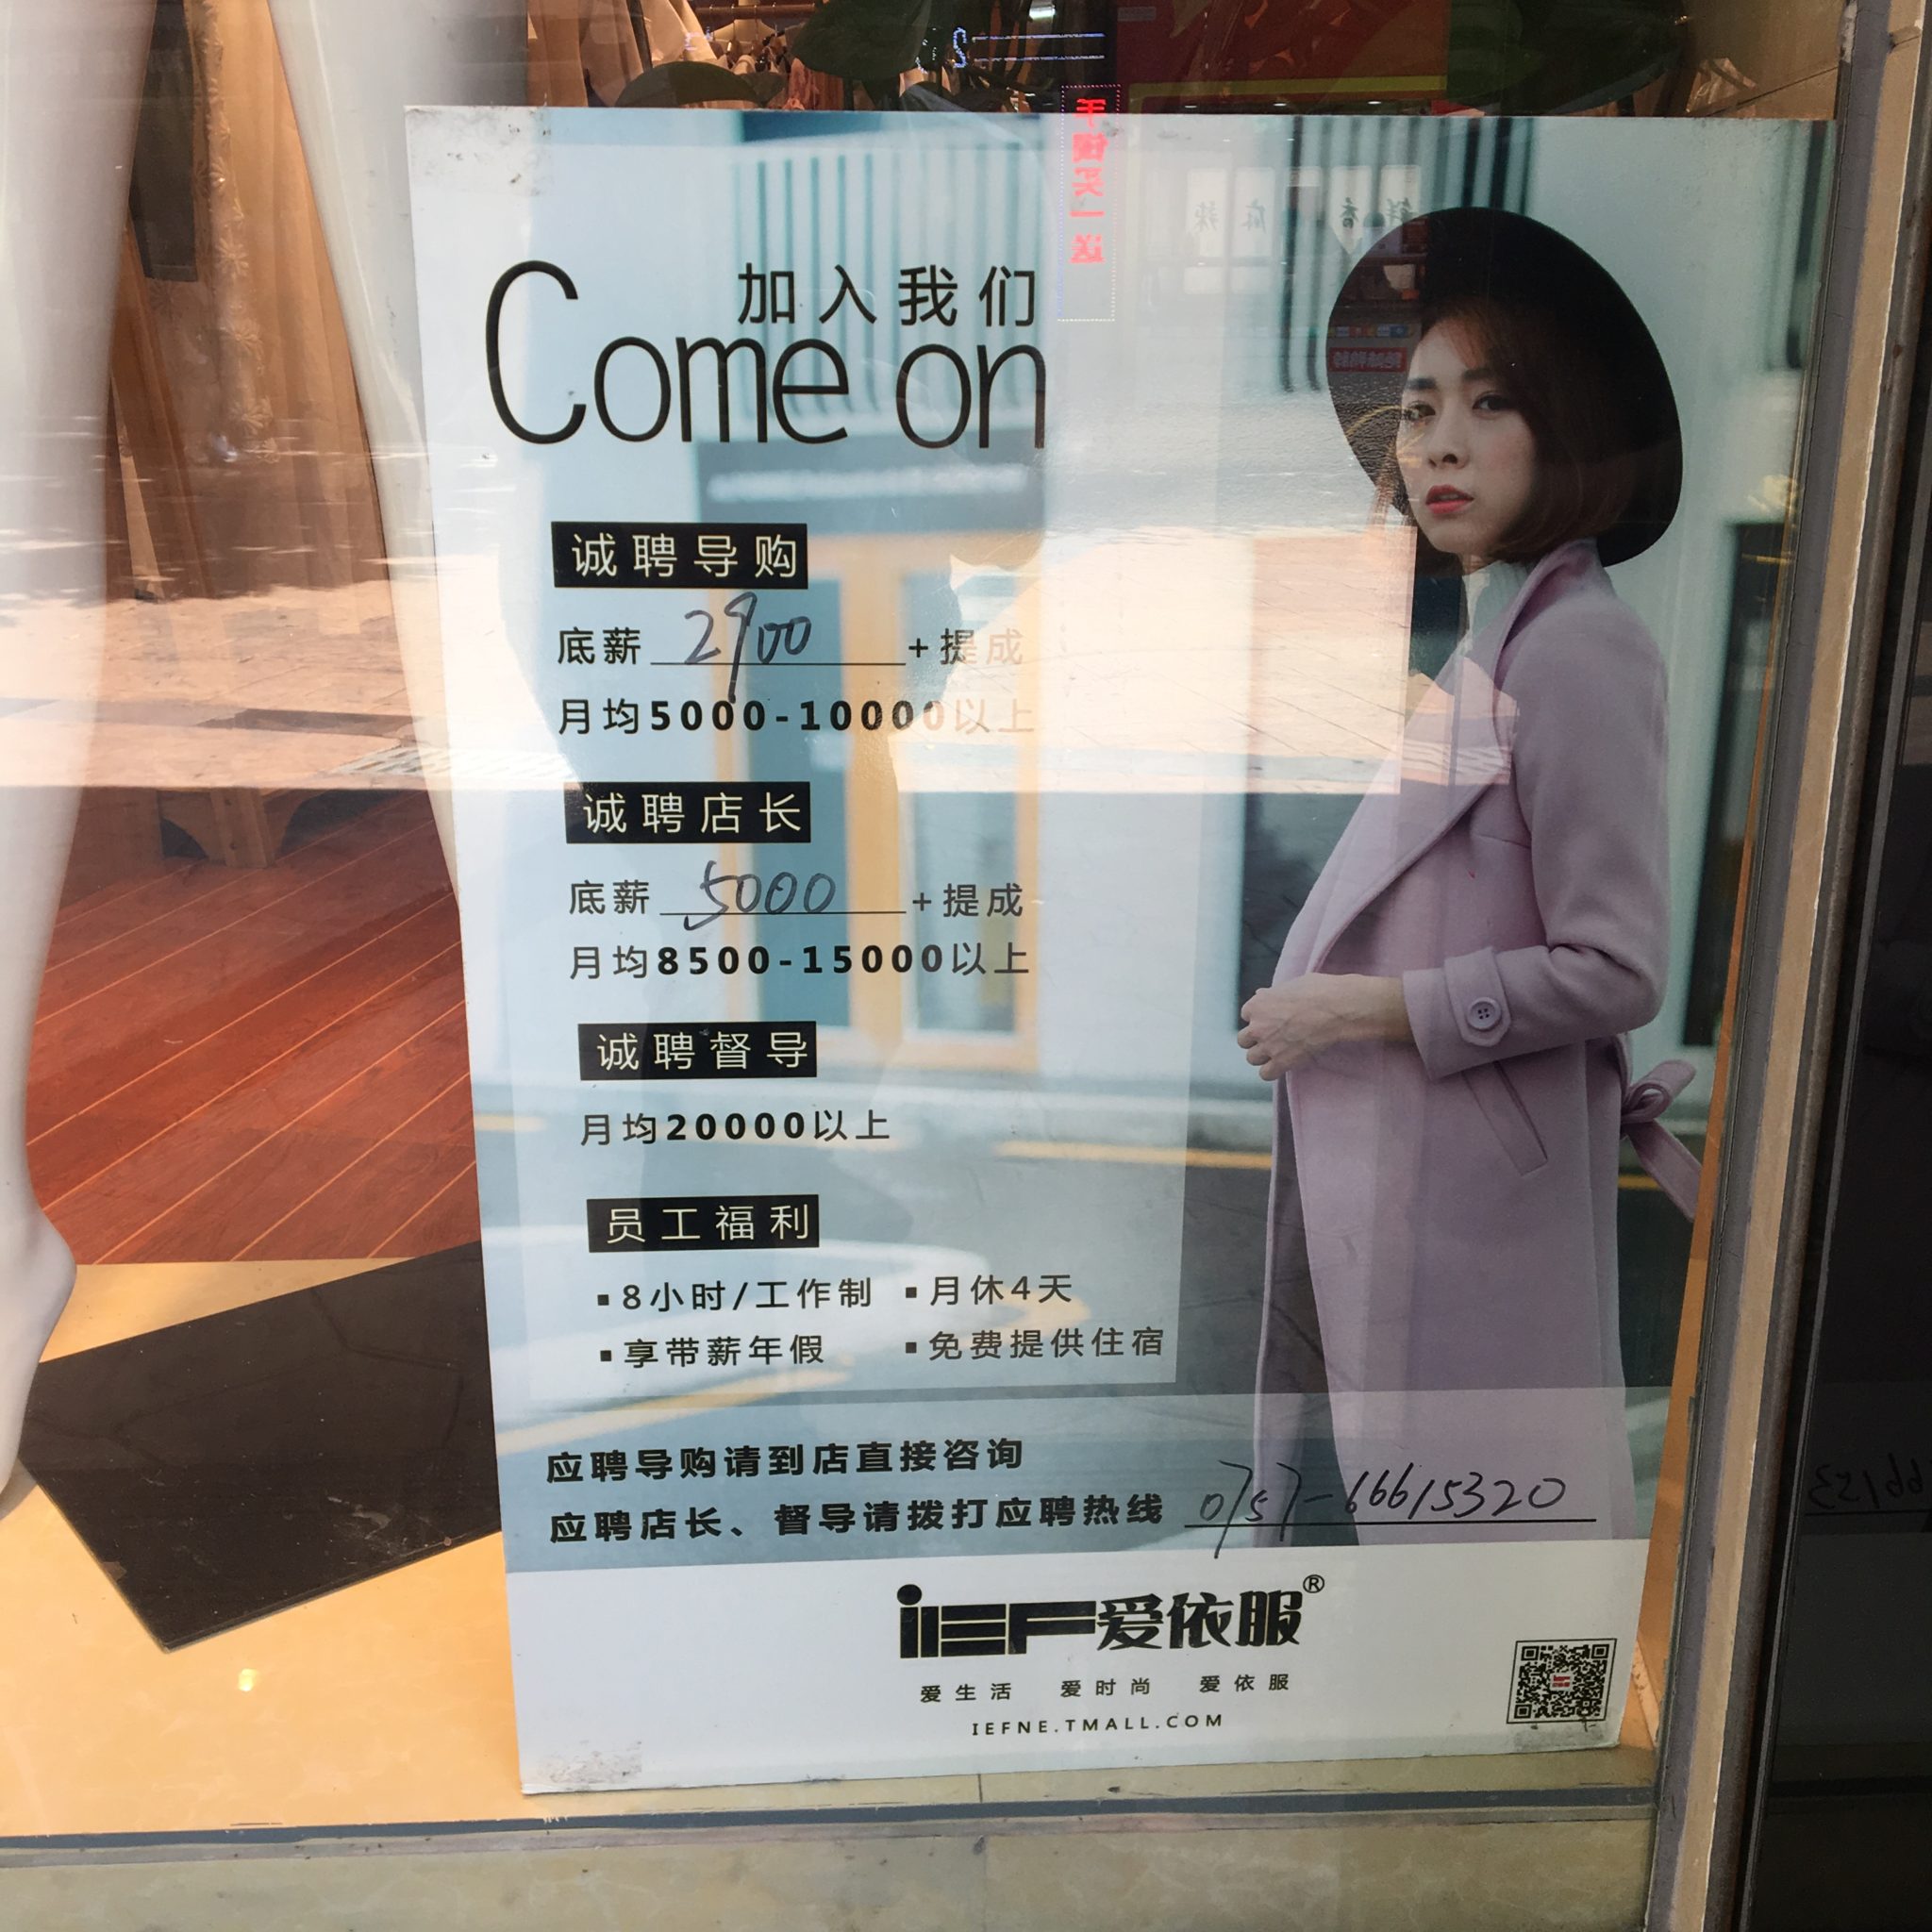 加入我们
Come on
诚聘导购
底薪 2900 +提成
月均5000-10000以上
诚聘店长
底薪 5000 +提成
月均8500-15000以上
诚聘督导
月均20000以上
员工福利
▪8小时/工作制 ▪月休4天
▪享带薪年假 ▪免费提供住宿
应聘导购请到店直接咨询
应聘店长、督导请拨打应聘热线 0757-16615320
IEF爱依服®
爱生活 爱时尚 爱依服
IEFNE.TMALL.COM